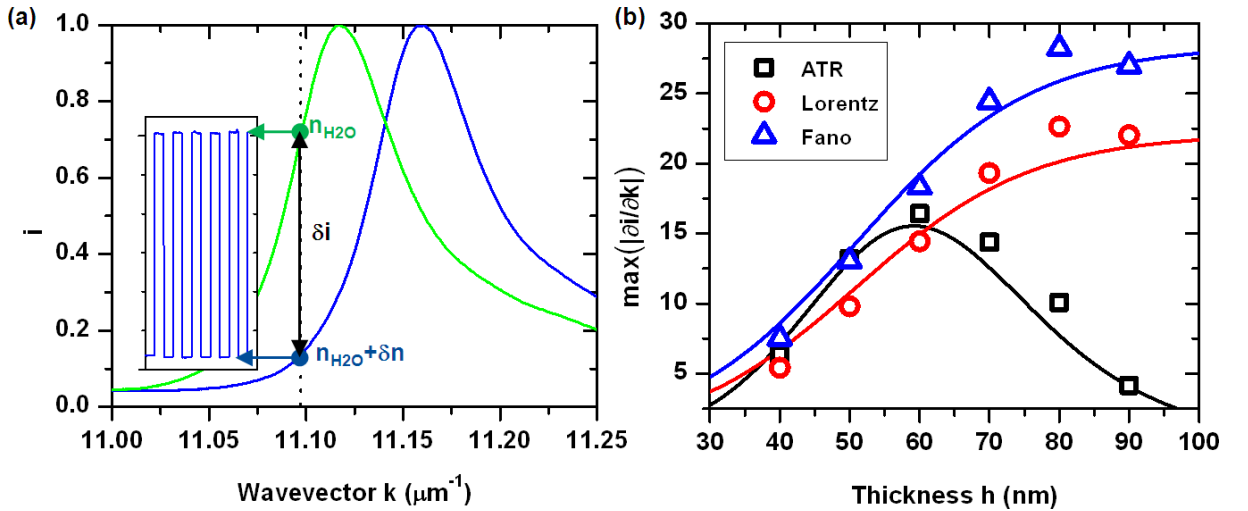 (a)
1.0
0.8
0.6
0.4
0.2
0.0
i
nH2O
δi
nH2O+δn
11.00 11.05 11.10 11.15 11.20 11.25
Wavevector k (μm⁻¹)
(b)
30
25
20
15
10
5
max(|∂i/∂k|)
ATR
Lorentz
Fano
30 40 50 60 70 80 90 100
Thickness h (nm)